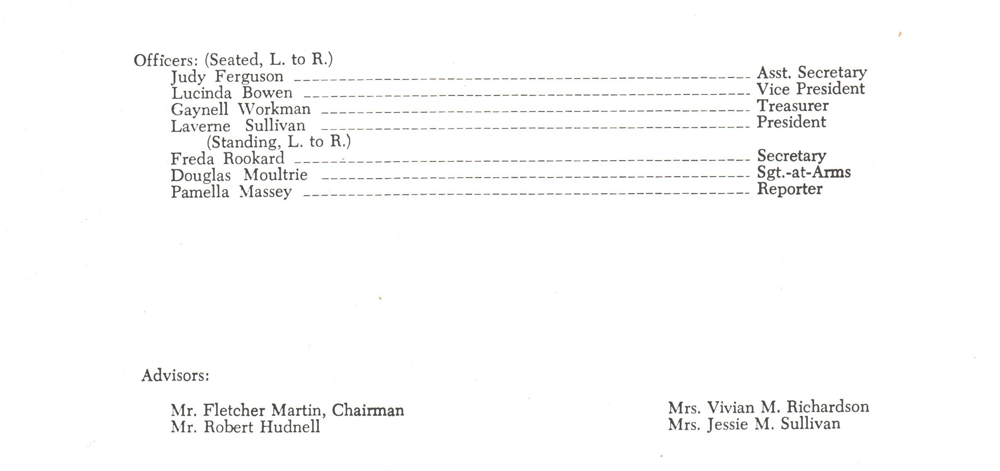 Officers: (Seated, L. to R.)
Judy Ferguson ------------------------------------------------- Asst. Secretary
Lucinda Bowen ------------------------------------------------- Vice President
Gaynell Workman ------------------------------------------------- Treasurer
Laverne Sullivan ------------------------------------------------- President
(Standing, L. to R.)
Freda Rookard ------------------------------------------------- Secretary
Douglas Moultrie ------------------------------------------------- Sgt.-at-Arms
Pamella Massey ------------------------------------------------- Reporter
Advisors:
Mr. Fletcher Martin, Chairman Mrs. Vivian M. Richardson
Mr. Robert Hudnell Mrs. Jessie M. Sullivan